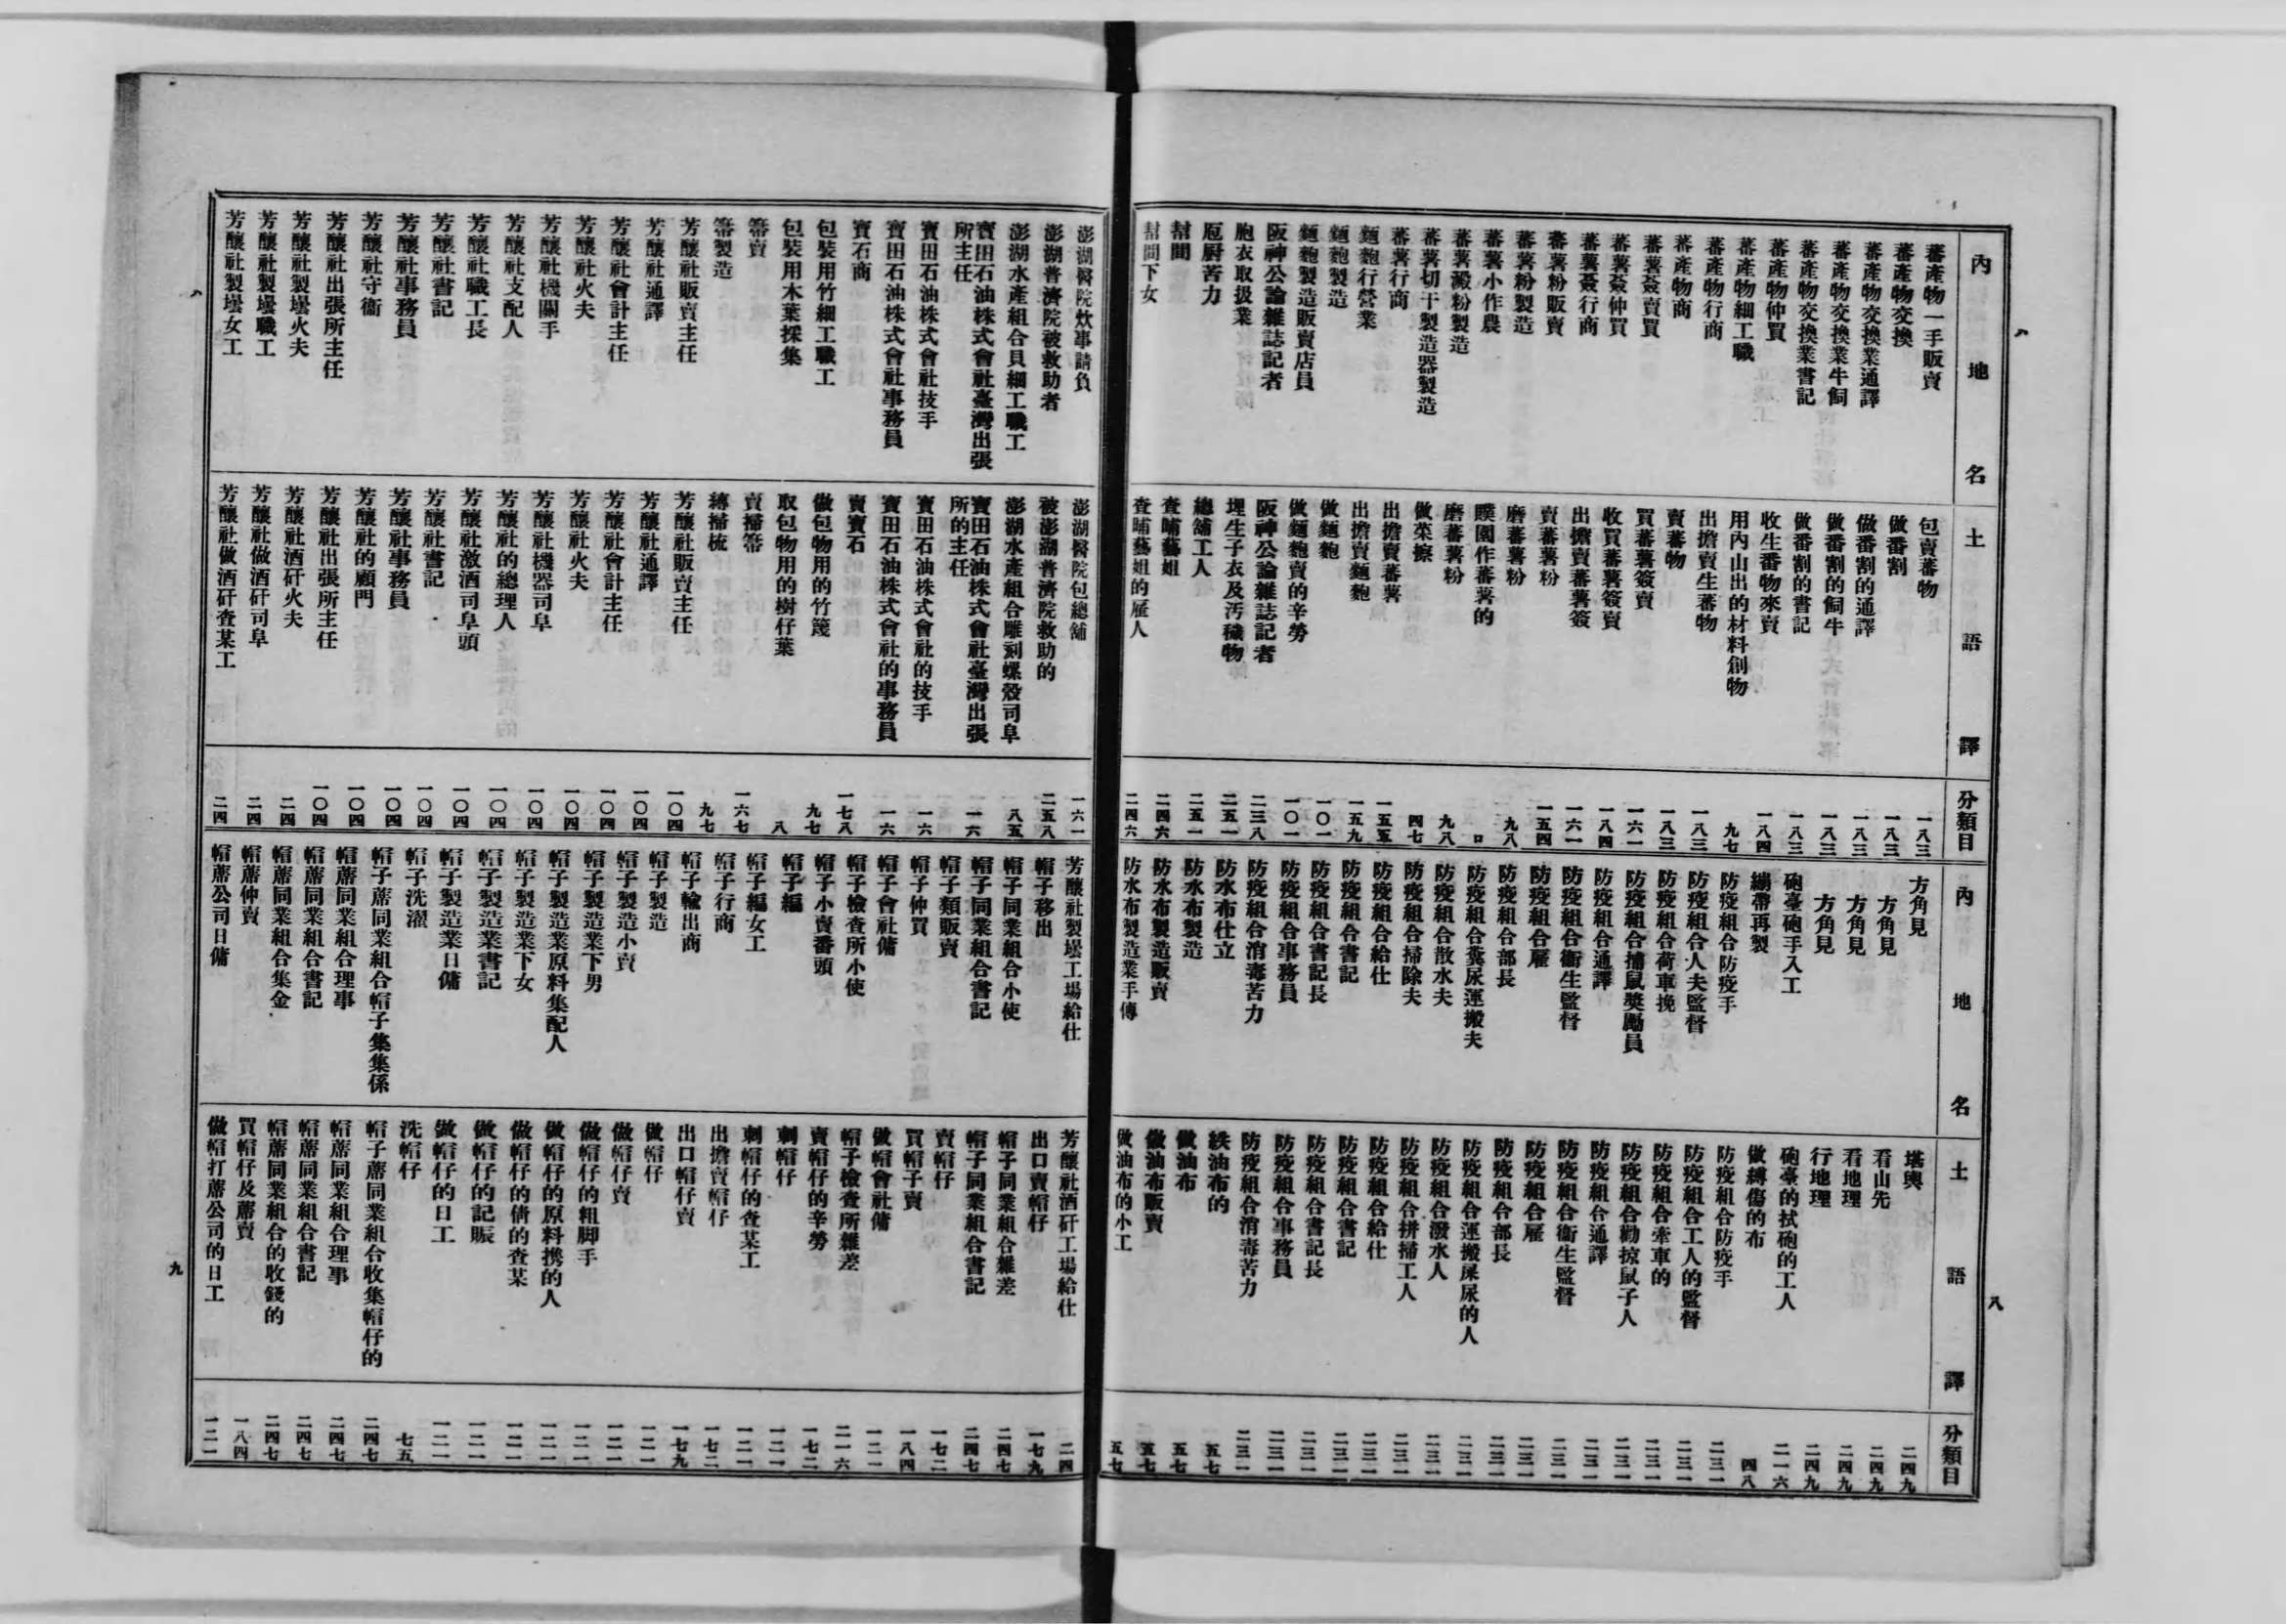 内地名 土語譯 分類目
蕃產物一手販賣 包賣蕃物 一八三
蕃產物交換 做番割 一八三
蕃產物交換業通譯 做番割的通譯 一八三
蕃產物交換業牛飼 做番割的飼牛 一八三
蕃產物交換業書記 做番割的書記 一八三
蕃產物仲買 收生番物來賣 一八四
蕃產物細工職 用內山出的材料創物 九七
蕃產物行商 出擔賣生蕃物 一八三
蕃產物商 賣蕃物 一八三
蕃薯簽賣買 買蕃薯簽賣 一六一
蕃薯簽仲買 收買蕃薯簽賣 一八四
蕃薯簽行商 出擔賣蕃薯簽 一六一
蕃薯粉販賣 賣蕃薯粉 一五四
蕃薯粉製造 磨蕃薯粉 九八
蕃薯小作農 贌園作蕃薯的 ロ
蕃薯澱粉製造 磨蕃薯粉 九八
蕃薯切干製造器製造 做菜擦 四七
蕃薯行商 出擔賣蕃薯 一五五
麵麭行營業 出擔賣麵麭 一五九
麵麭製造 做麵麭 一〇一
麵麭製造販賣店員 做麵麭賣的辛勞 一〇一
阪神公論雜誌記者 阪神公論雜誌記者 二三八
胞衣取扱業 埋生子衣及汚穢物 二五一
庖厨苦力 總舖工人 二五一
幇間 査晡藝妲 二四六
幇間下女 査晡藝妲的雇人 二四六
内地名 土語譯 分類目
方角見 堪輿 二四九
方角見 看山先 二四九
方角見 看地理 二四九
方角見 行地理 二四九
砲臺砲手入工 砲臺的拭砲的工人 二一六
繃帶再製 做縛傷的布 四八
防疫組合防疫手 防疫組合防疫手 二三一
防疫組合人夫監督 防疫組合工人的監督 二三一
防疫組合荷車挽 防疫組合牽車的 二三一
防疫組合捕鼠獎勵員 防疫組合勸掠鼠子人 二三一
防疫組合通譯 防疫組合通譯 二三一
防疫組合衞生監督 防疫組合衞生監督 二三一
防疫組合雇 防疫組合雇 二三一
防疫組合部長 防疫組合部長 二三一
防疫組合糞尿運搬夫 防疫組合運搬屎尿的人 二三一
防疫組合散水夫 防疫組合潑水人 二三一
防疫組合掃除夫 防疫組合拼掃工人 二三一
防疫組合給仕 防疫組合給仕 二三一
防疫組合書記 防疫組合書記 二三一
防疫組合書記長 防疫組合書記長 二三一
防疫組合事務員 防疫組合事務員 二三一
防疫組合消毒苦力 防疫組合消毒苦力 二三一
防水布仕立 紩油布的 五七
防水布製造 做油布 五七
防水布製造販賣 做油布販賣 五七
防水布製造業手傳 做油布的小工 五七
八
澎湖醫院炊事請負 澎湖醫院包總舖 一六一
澎湖普濟院被救助者 被澎湖普濟院救助的 二五八
澎湖水產組合貝細工職工 澎湖水產組合雕刻螺殼司阜 八五
寶田石油株式會社臺灣出張所主任 寶田石油株式會社臺灣出張所的主任 一六
寶田石油株式會社技手 寶田石油株式會社的技手 一六
寶田石油株式會社事務員 寶田石油株式會社的事務員 一六
寶石商 賣寶石 一七八
包裝用竹細工職工 做包物用的竹篾 九七
包裝用木葉採集 取包物用的樹仔葉 八
箒賣 賣掃箒 一六七
箒製造 縛掃梳 九七
芳釀社販賣主任 芳釀社販賣主任 一〇四
芳釀社通譯 芳釀社通譯 一〇四
芳釀社會計主任 芳釀社會計主任 一〇四
芳釀社火夫 芳釀社火夫 一〇四
芳釀社機關手 芳釀社機器司阜 一〇四
芳釀社支配人 芳釀社的總理人 一〇四
芳釀社職工長 芳釀社激酒司阜頭 一〇四
芳釀社書記 芳釀社書記 一〇四
芳釀社事務員 芳釀社事務員 一〇四
芳釀社守衞 芳釀社的顧門 一〇四
芳釀社出張所主任 芳釀社出張所主任 一〇四
芳釀社製壜火夫 芳釀社酒矸火夫 二四
芳釀社製壜職工 芳釀社做酒矸司阜 二四
芳釀社製壜女工 芳釀社做酒矸査某工 二四
芳釀社製壜工場給仕 芳釀社酒矸工場給仕 二四
帽子移出 出口賣帽仔 一七九
帽子同業組合小使 帽子同業組合雜差 二四七
帽子同業組合書記 帽子同業組合書記 二四七
帽子類販賣 賣帽仔 一七二
帽子仲買 買帽子賣 一八四
帽子會社傭 做帽會社傭 一二一
帽子檢查所小使 帽子檢查所雜差 二一六
帽子小賣番頭 賣帽仔的辛勞 一七二
帽子編 刺帽仔 一二一
帽子編女工 刺帽仔的査某工 一二一
帽子行商 出擔賣帽仔 一七二
帽子輸出商 出口帽仔賣 一七九
帽子製造 做帽仔 一二一
帽子製造小賣 做帽仔賣 一二一
帽子製造業下男 做帽仔的粗脚手 一二一
帽子製造業原料集配人 做帽仔的原料携的人 一二一
帽子製造業下女 做帽仔的倩的査某 一二一
帽子製造業書記 做帽仔的記賬 一二一
帽子製造業日傭 做帽仔的日工 一二一
帽子洗濯 洗帽仔 七五
帽子蓆同業組合帽子集集係 帽子蓆同業組合收集帽仔的 二四七
帽蓆同業組合理事 帽蓆同業組合理事 二四七
帽蓆同業組合書記 帽蓆同業組合書記 二四七
帽蓆同業組合集金 帽蓆同業組合的收錢的 二四七
帽蓆仲賣 買帽仔及蓆賣 一八四
帽蓆公司日傭 做帽打蓆公司的日工 一二一
九